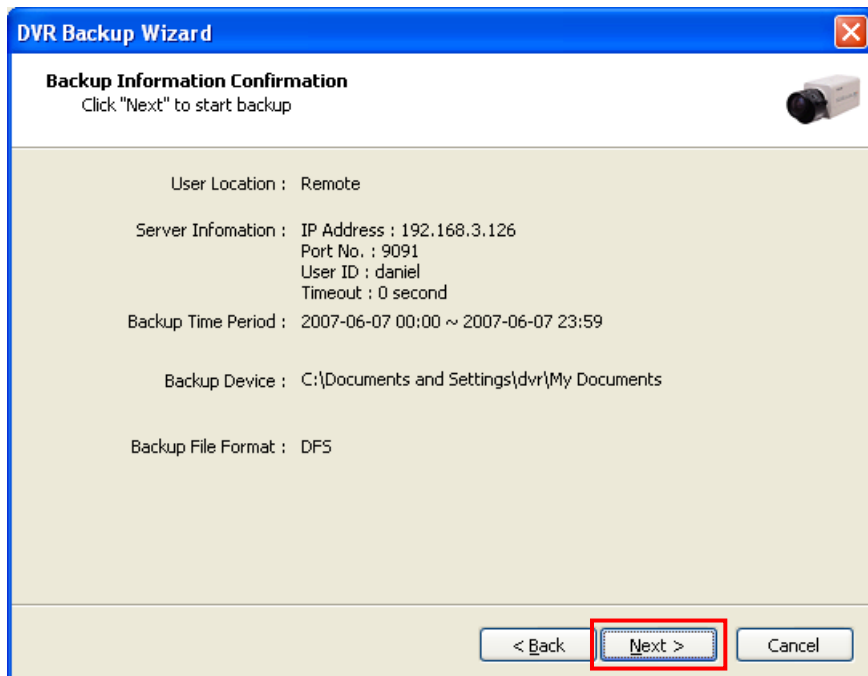 DVR Backup Wizard
Backup Information Confirmation
Click "Next" to start backup
User Location : Remote
Server Infomation : IP Address : 192.168.3.126
Port No. : 9091
User ID : daniel
Timeout : 0 second
Backup Time Period : 2007-06-07 00:00 ~ 2007-06-07 23:59
Backup Device : C:\Documents and Settings\dvr\My Documents
Backup File Format : DFS
< Back Next > Cancel